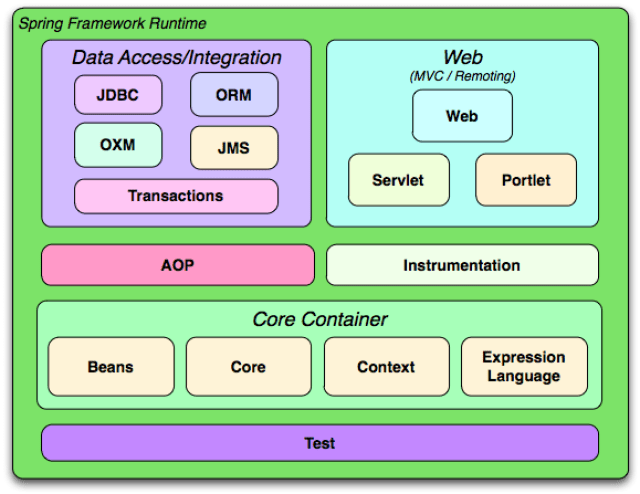 Spring Framework Runtime
Data Access/Integration
JDBC
ORM
OXM
JMS
Transactions
Web
(MVC / Remoting)
Web
Servlet
Portlet
AOP
Instrumentation
Core Container
Beans
Core
Context
Expression
Language
Test